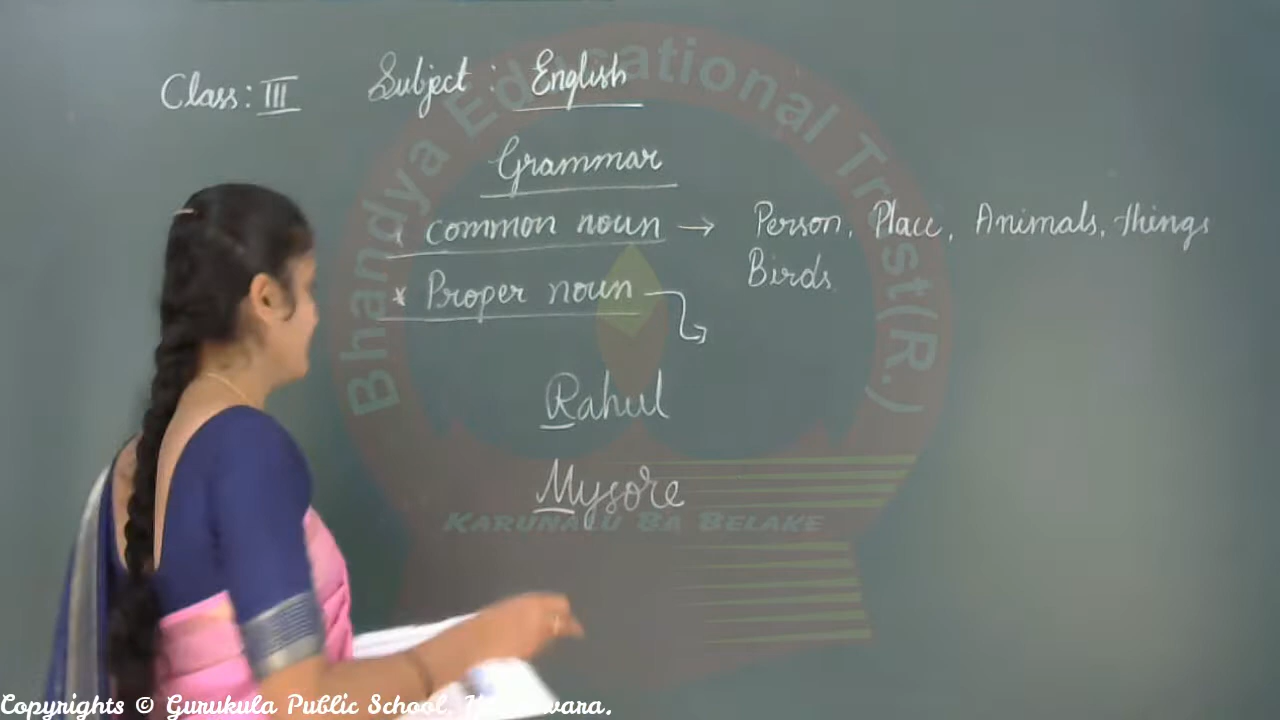 Class: III Subject: English
Grammar
* common noun → Person, Place, Animals, things
Birds
* Proper noun
Rahul
Mysore
Bhandya Educational Trust (R.)
KARUNALU BA BELAKE
Copyrights © Gurukula Public School,